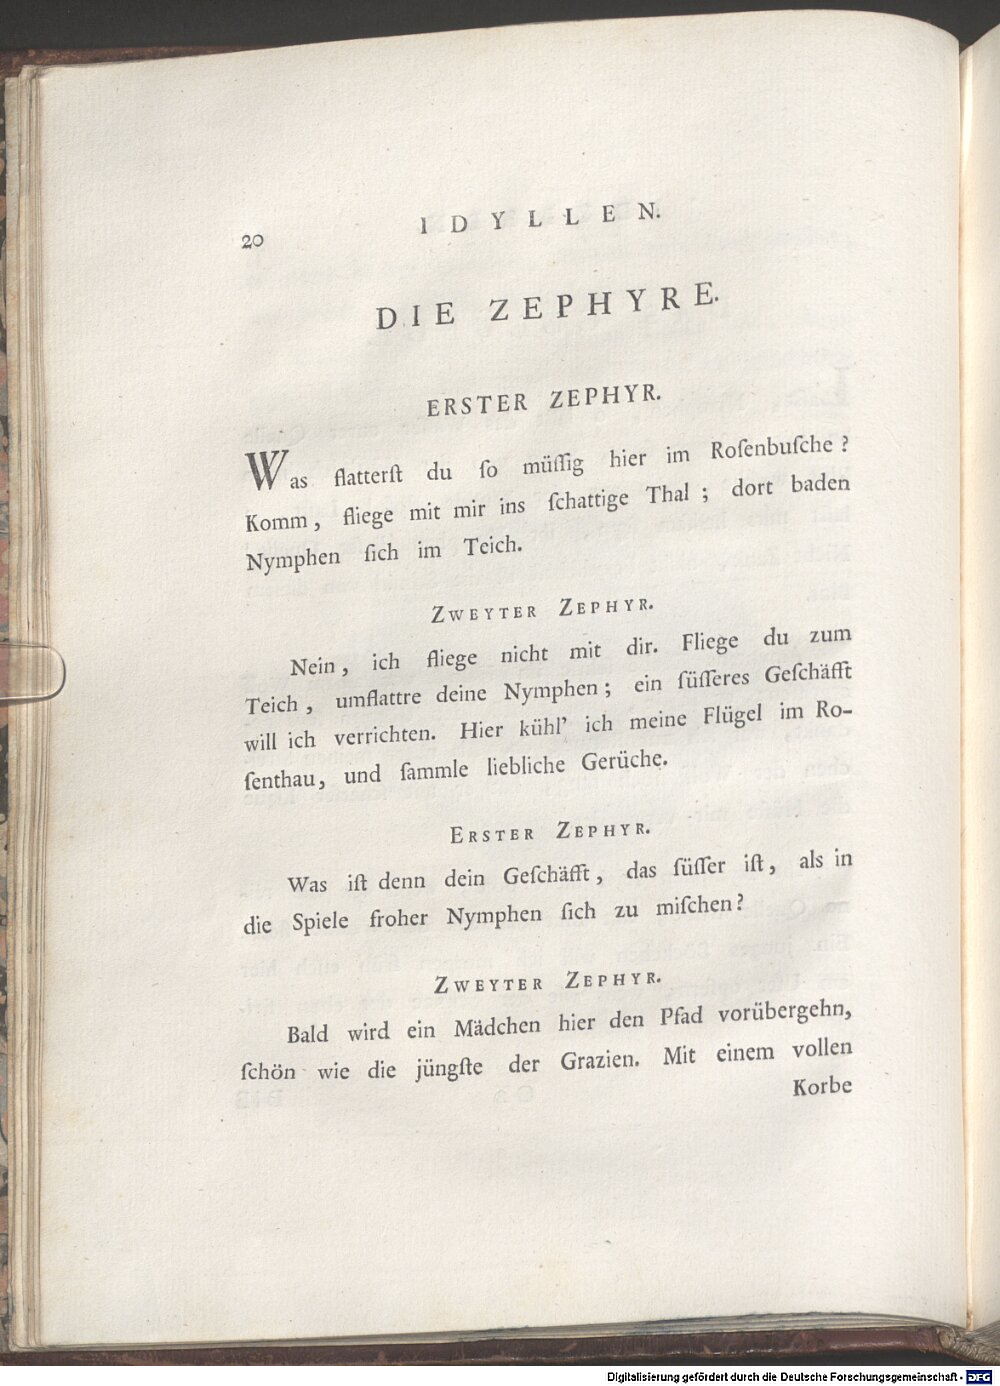 20
IDYLLEN.
DIE ZEPHYRE.
ERSTER ZEPHYR.
Was flatterſt du ſo müſſig hier im Roſenbuſche?
Komm, fliege mit mir ins ſchattige Thal; dort baden
Nymphen ſich im Teich.
ZWEYTER ZEPHYR.
Nein, ich fliege nicht mit dir. Fliege du zum
Teich, umflattre deine Nymphen; ein ſüſſeres Geſchäfft
will ich verrichten. Hier kühl' ich meine Flügel im Ro-
ſenthau, und ſammle liebliche Gerüche.
ERSTER ZEPHYR.
Was iſt denn dein Geſchäfft, das ſüſſer iſt, als in
die Spiele froher Nymphen ſich zu miſchen?
ZWEYTER ZEPHYR.
Bald wird ein Mädchen hier den Pfad vorübergehn,
ſchön wie die jüngſte der Grazien. Mit einem vollen
Korbe
Digitalisierung gefördert durch die Deutsche Forschungsgemeinschaft - DFG